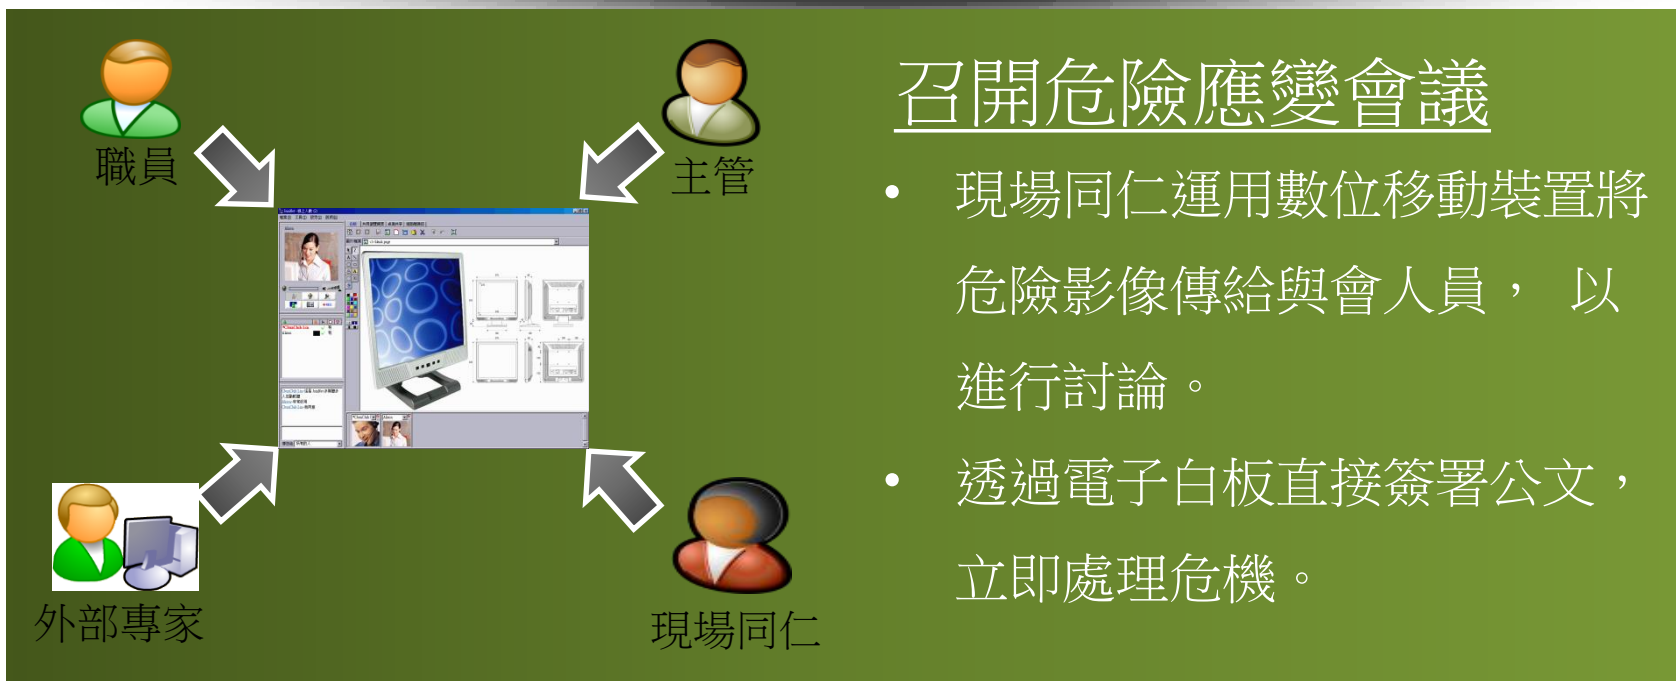 召開危險應變會議
• 現場同仁運用數位移動裝置將
危險影像傳給與會人員， 以
進行討論。
• 透過電子白板直接簽署公文，
立即處理危機。
職員
主管
外部專家
現場同仁